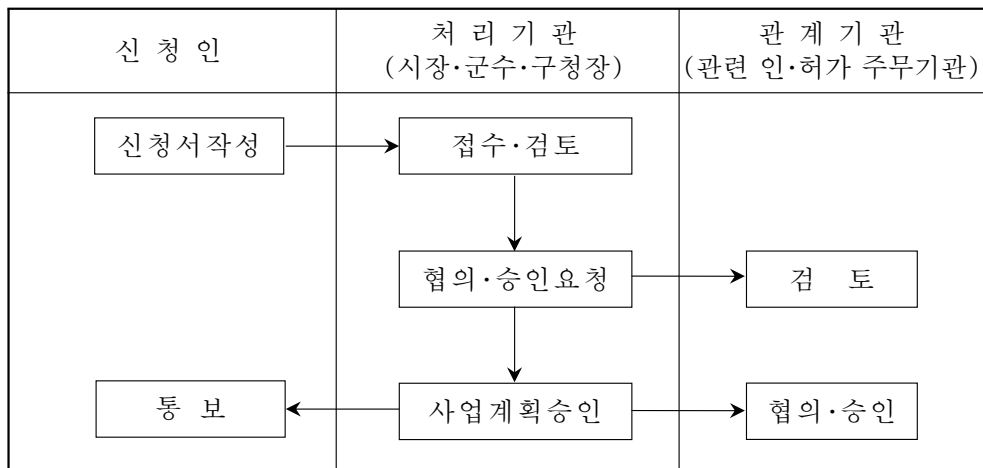 신 청 인
처 리 기 관
(시장·군수·구청장)
관 계 기 관
(관련 인·허가 주무기관)
신청서작성
접수·검토
협의·승인요청
검 토
통 보
사업계획승인
협의·승인